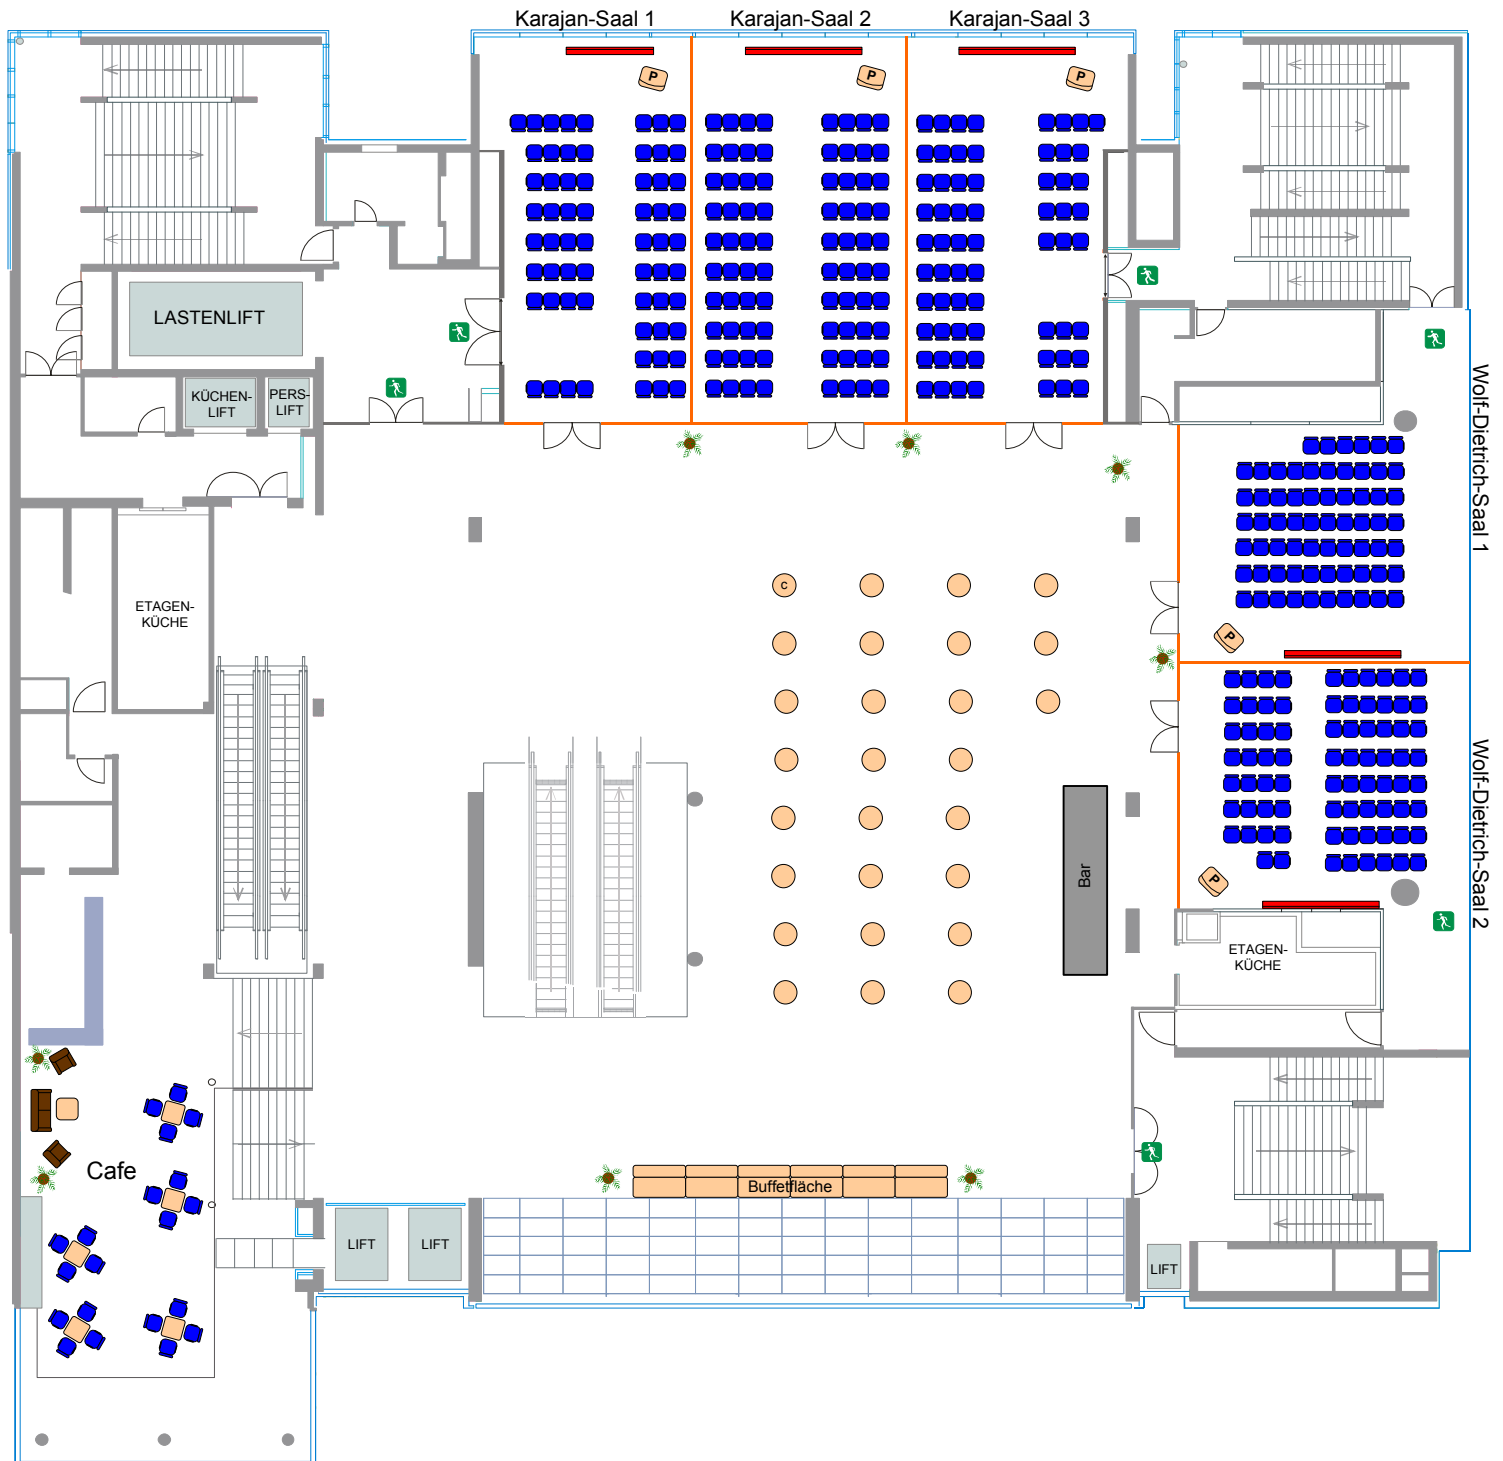 Karajan-Saal 1
Karajan-Saal 2
Karajan-Saal 3
P
P
P
LASTENLIFT
KÜCHEN-
LIFT
PERS-
LIFT
Wolf-Dietrich-Saal 1
ETAGEN-
KÜCHE
C
P
Wolf-Dietrich-Saal 2
Bar
P
ETAGEN-
KÜCHE
Cafe
Buffetfläche
LIFT
LIFT
LIFT